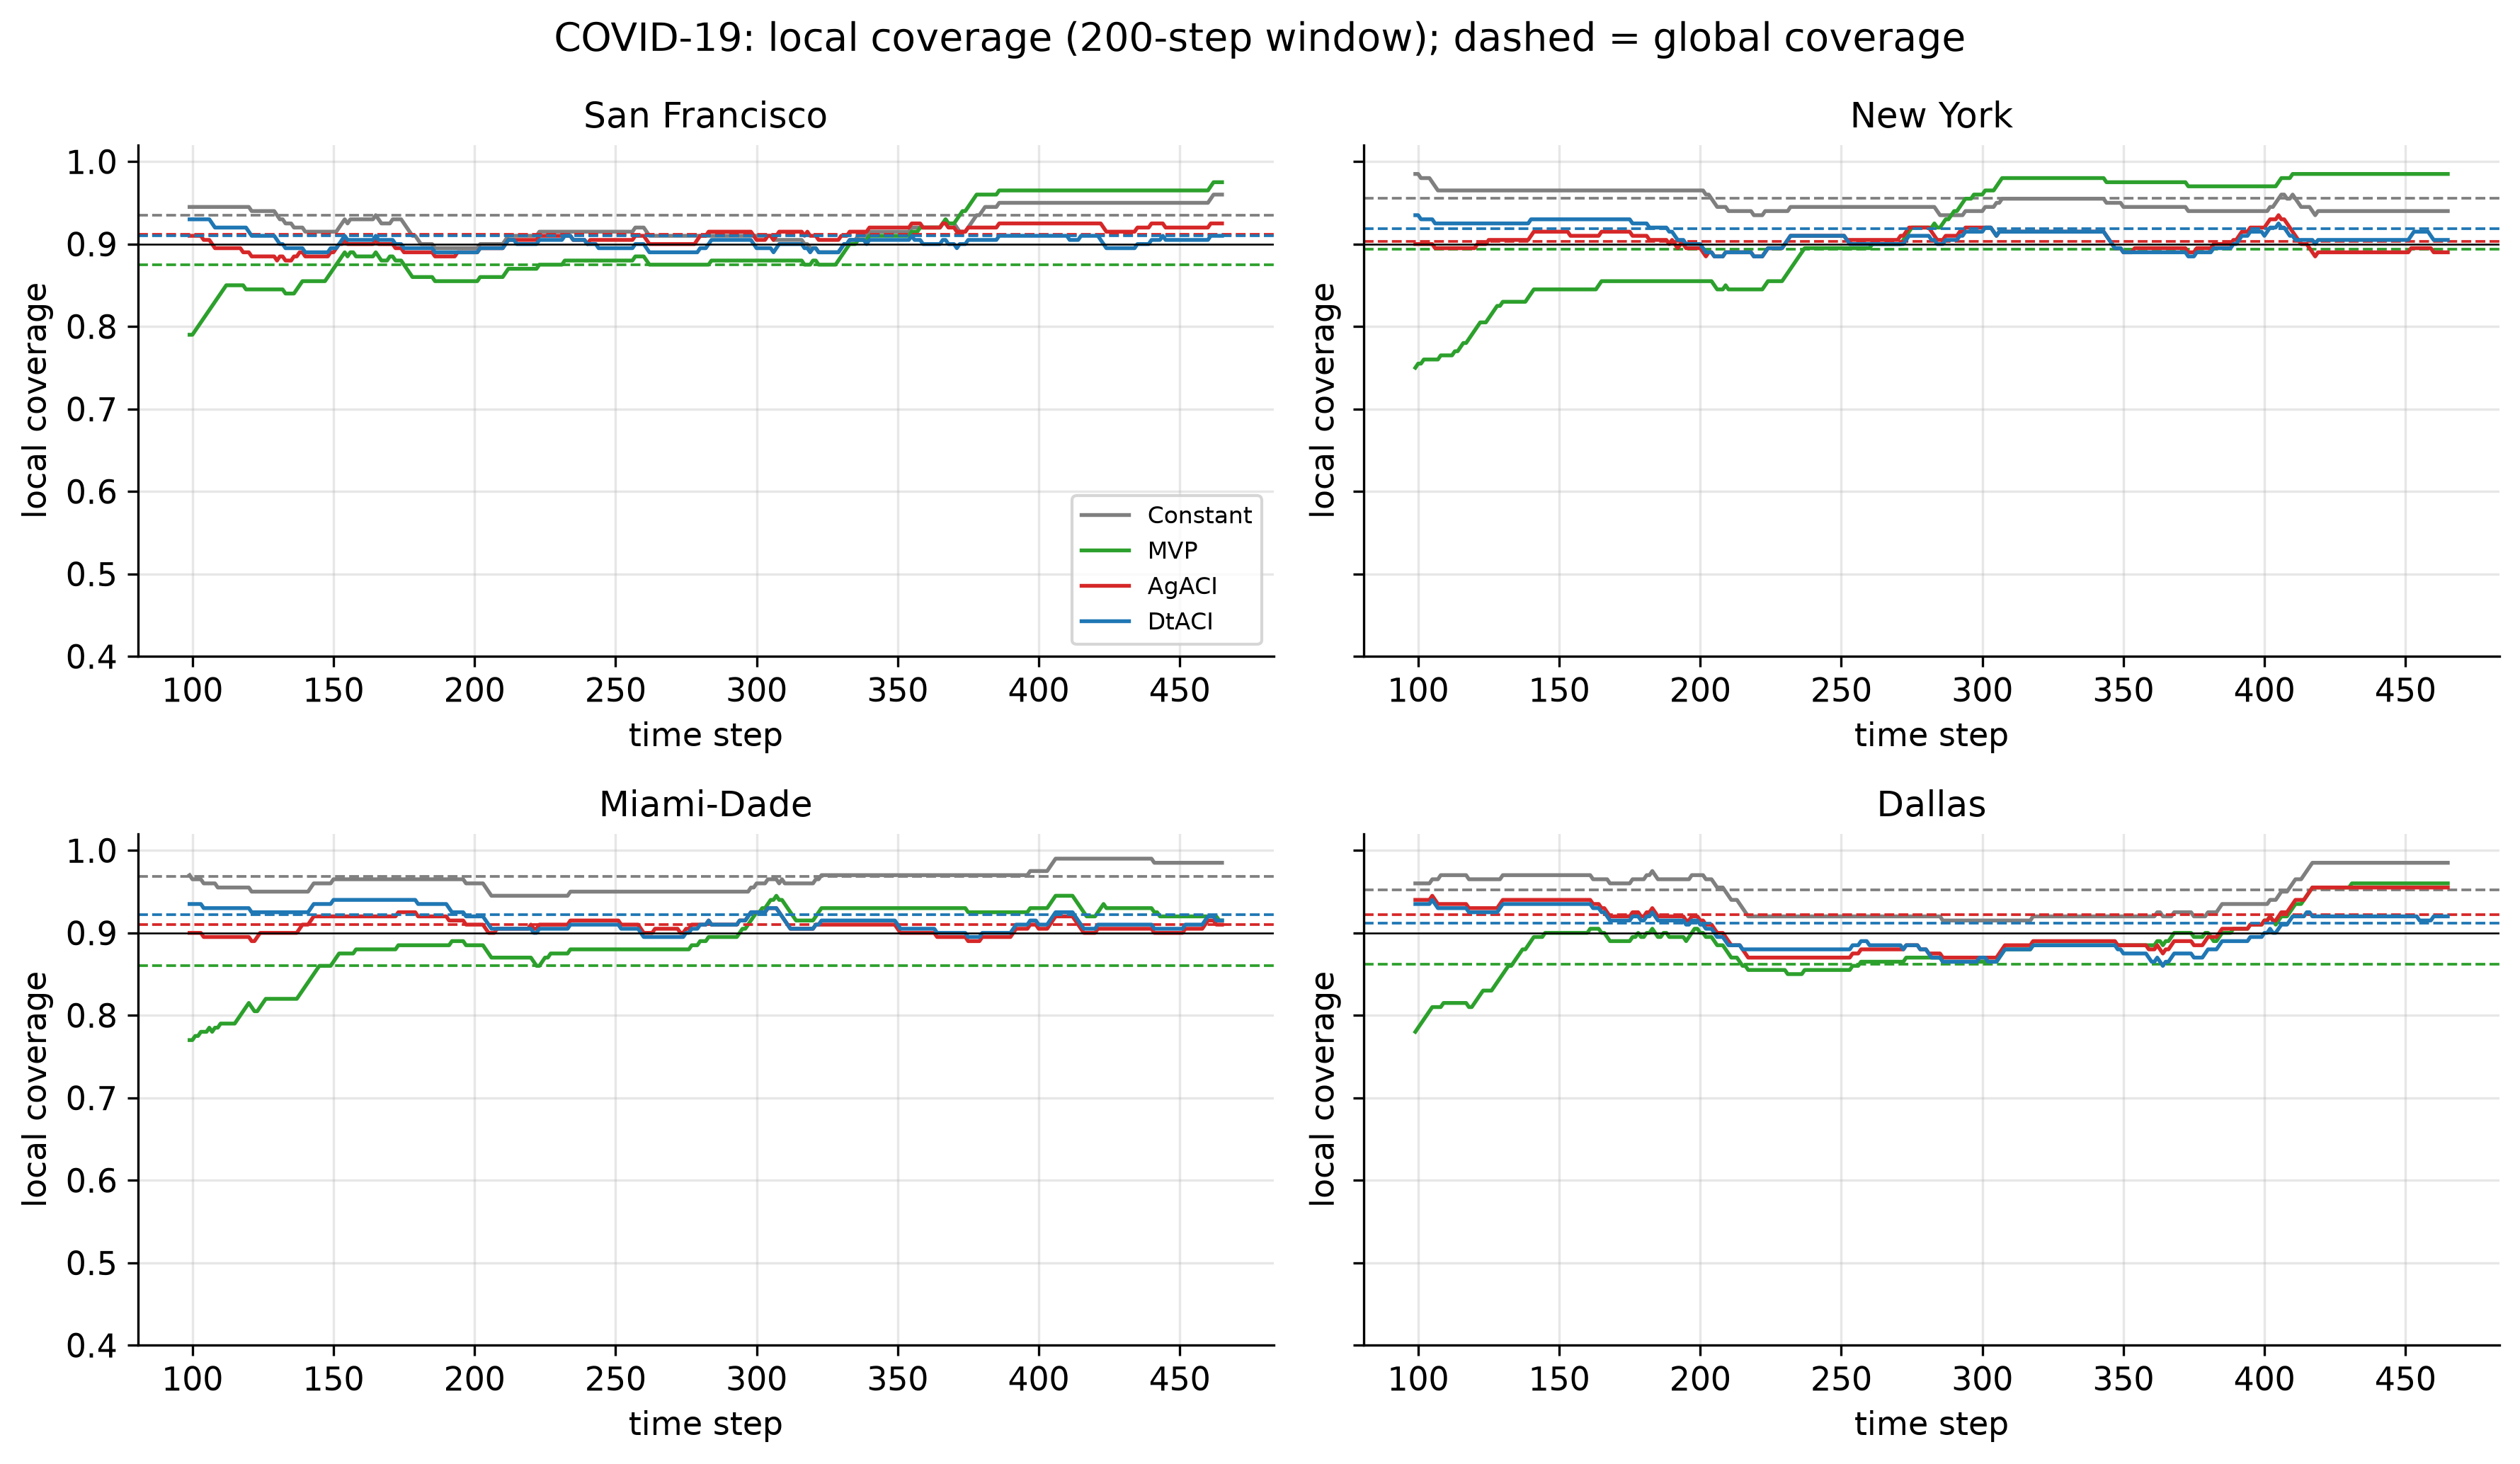 COVID-19: local coverage (200-step window); dashed = global coverage
San Francisco
local coverage
1.0
0.9
0.8
0.7
0.6
0.5
0.4
Constant
MVP
AgACI
DtACI
100 150 200 250 300 350 400 450
time step
New York
local coverage
100 150 200 250 300 350 400 450
time step
Miami-Dade
local coverage
1.0
0.9
0.8
0.7
0.6
0.5
0.4
100 150 200 250 300 350 400 450
time step
Dallas
local coverage
100 150 200 250 300 350 400 450
time step